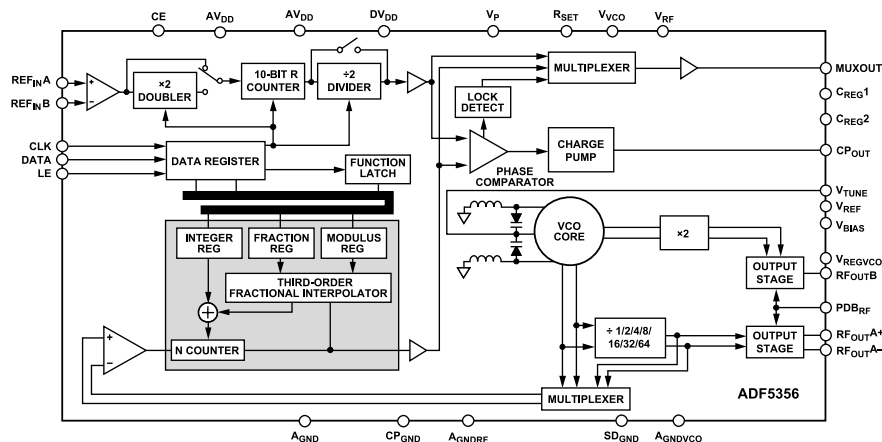 CE
AVDD
AVDD
DVDD
VP
RSET
VVCO
VRF
REFINA
REFINB
×2
DOUBLER
10-BIT R
COUNTER
÷2
DIVIDER
MULTIPLEXER
MUXOUT
CREG1
CREG2
LOCK
DETECT
CLK
DATA
LE
DATA REGISTER
FUNCTION
LATCH
PHASE
COMPARATOR
CHARGE
PUMP
CPOUT
VTUNE
VREF
VBIAS
VREGVCO
INTEGER
REG
FRACTION
REG
MODULUS
REG
VCO
CORE
×2
OUTPUT
STAGE
RFOUTB
THIRD-ORDER
FRACTIONAL INTERPOLATOR
PDBRF
+
−
N COUNTER
÷ 1/2/4/8/
16/32/64
OUTPUT
STAGE
RFOUTA+
RFOUTA−
MULTIPLEXER
ADF5356
AGND
CPGND
AGNDRF
SDGND
AGNDVCO